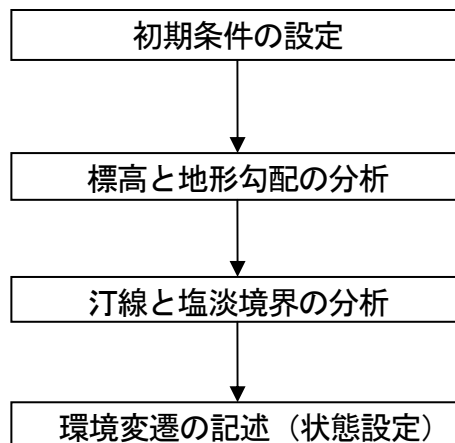 初期条件の設定
標高と地形勾配の分析
汀線と塩淡境界の分析
環境変遷の記述（状態設定）